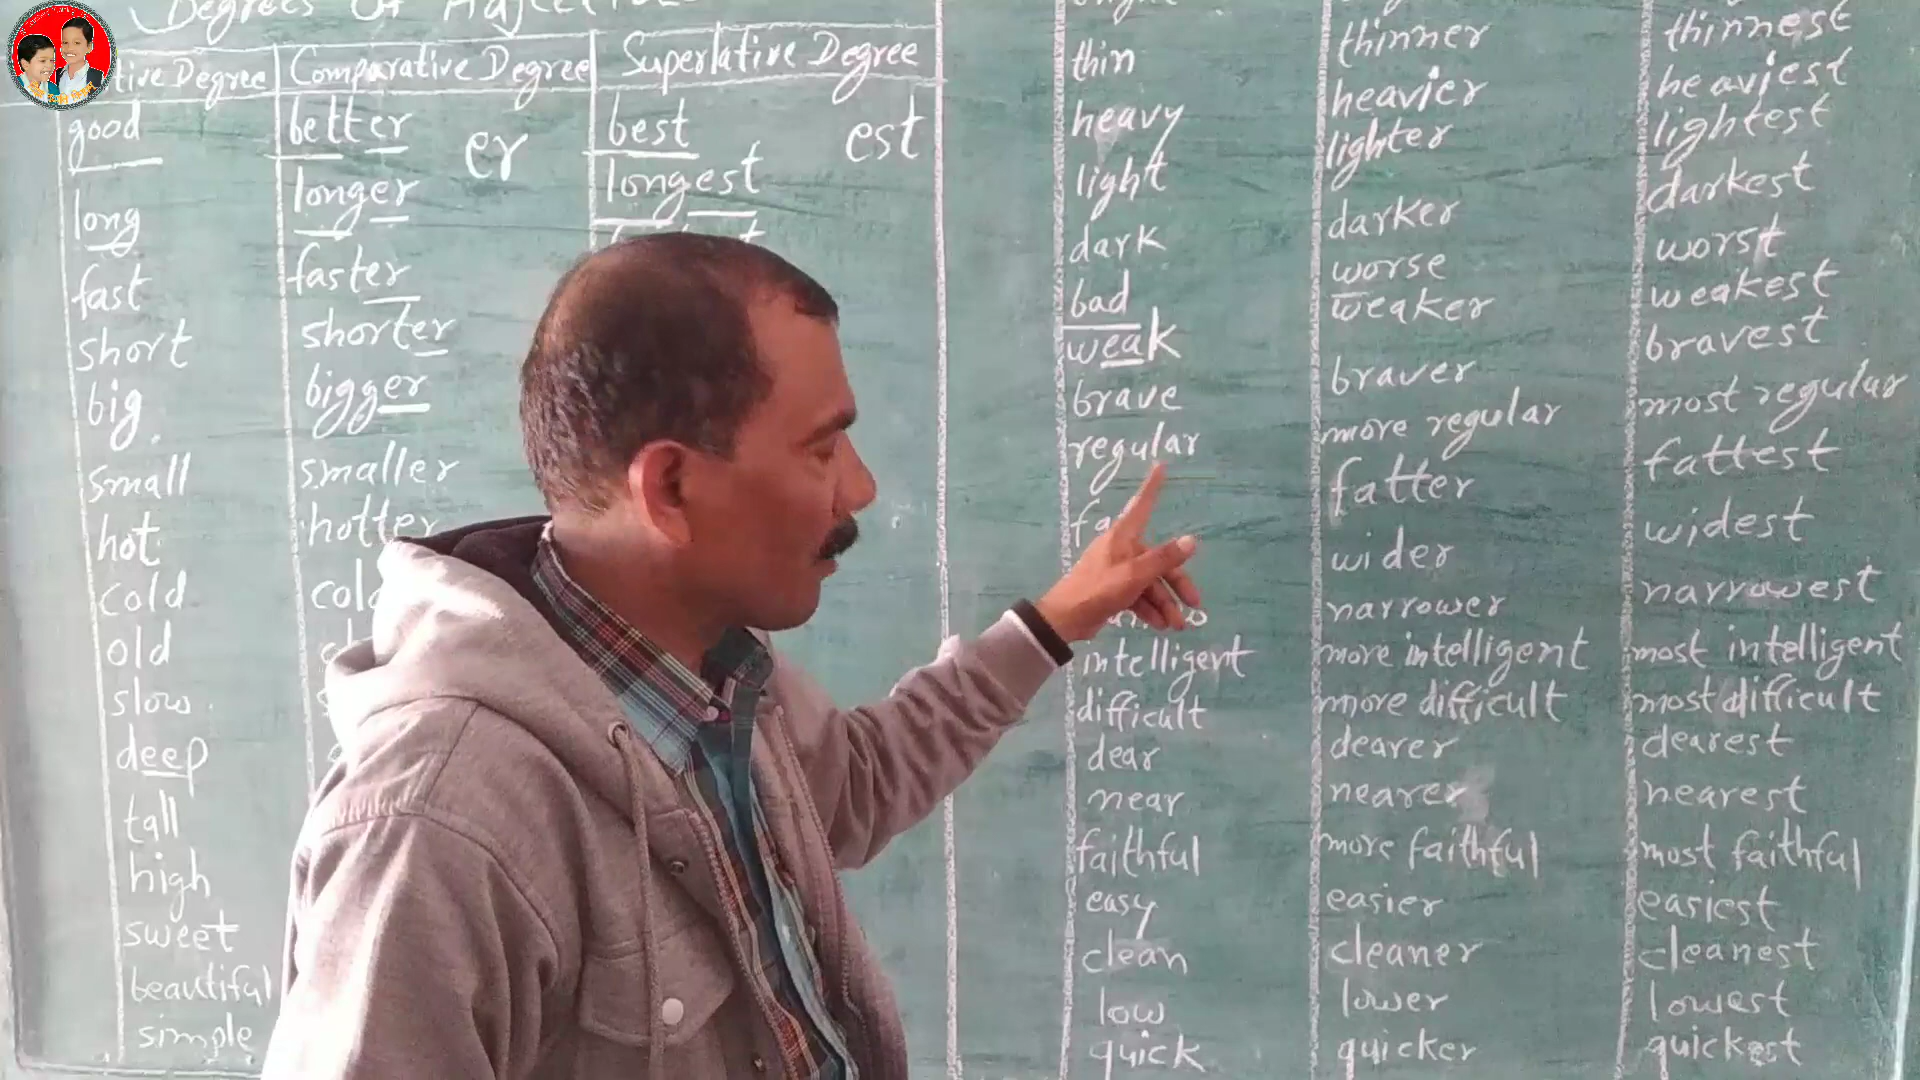 Degrees Of
tive Degree Comparative Degree Superlative Degree
good better er best est
long longer longest
fast faster
short shorter
big bigger
small smaller
hot hotter
cold
old
slow
deep
tall
high
sweet
beautiful
simple
thin thinner thinnest
heavy heavier heaviest
light lighter lightest
dark darker darkest
bad worse worst
weak weaker weakest
brave braver bravest
regular more regular most regular
fatter fattest
wider widest
narrower narrowest
intelligent more intelligent most intelligent
difficult more difficult most difficult
dear dearer dearest
near nearer nearest
faithful more faithful most faithful
easy easier easiest
clean cleaner cleanest
low lower lowest
quick quicker quickest